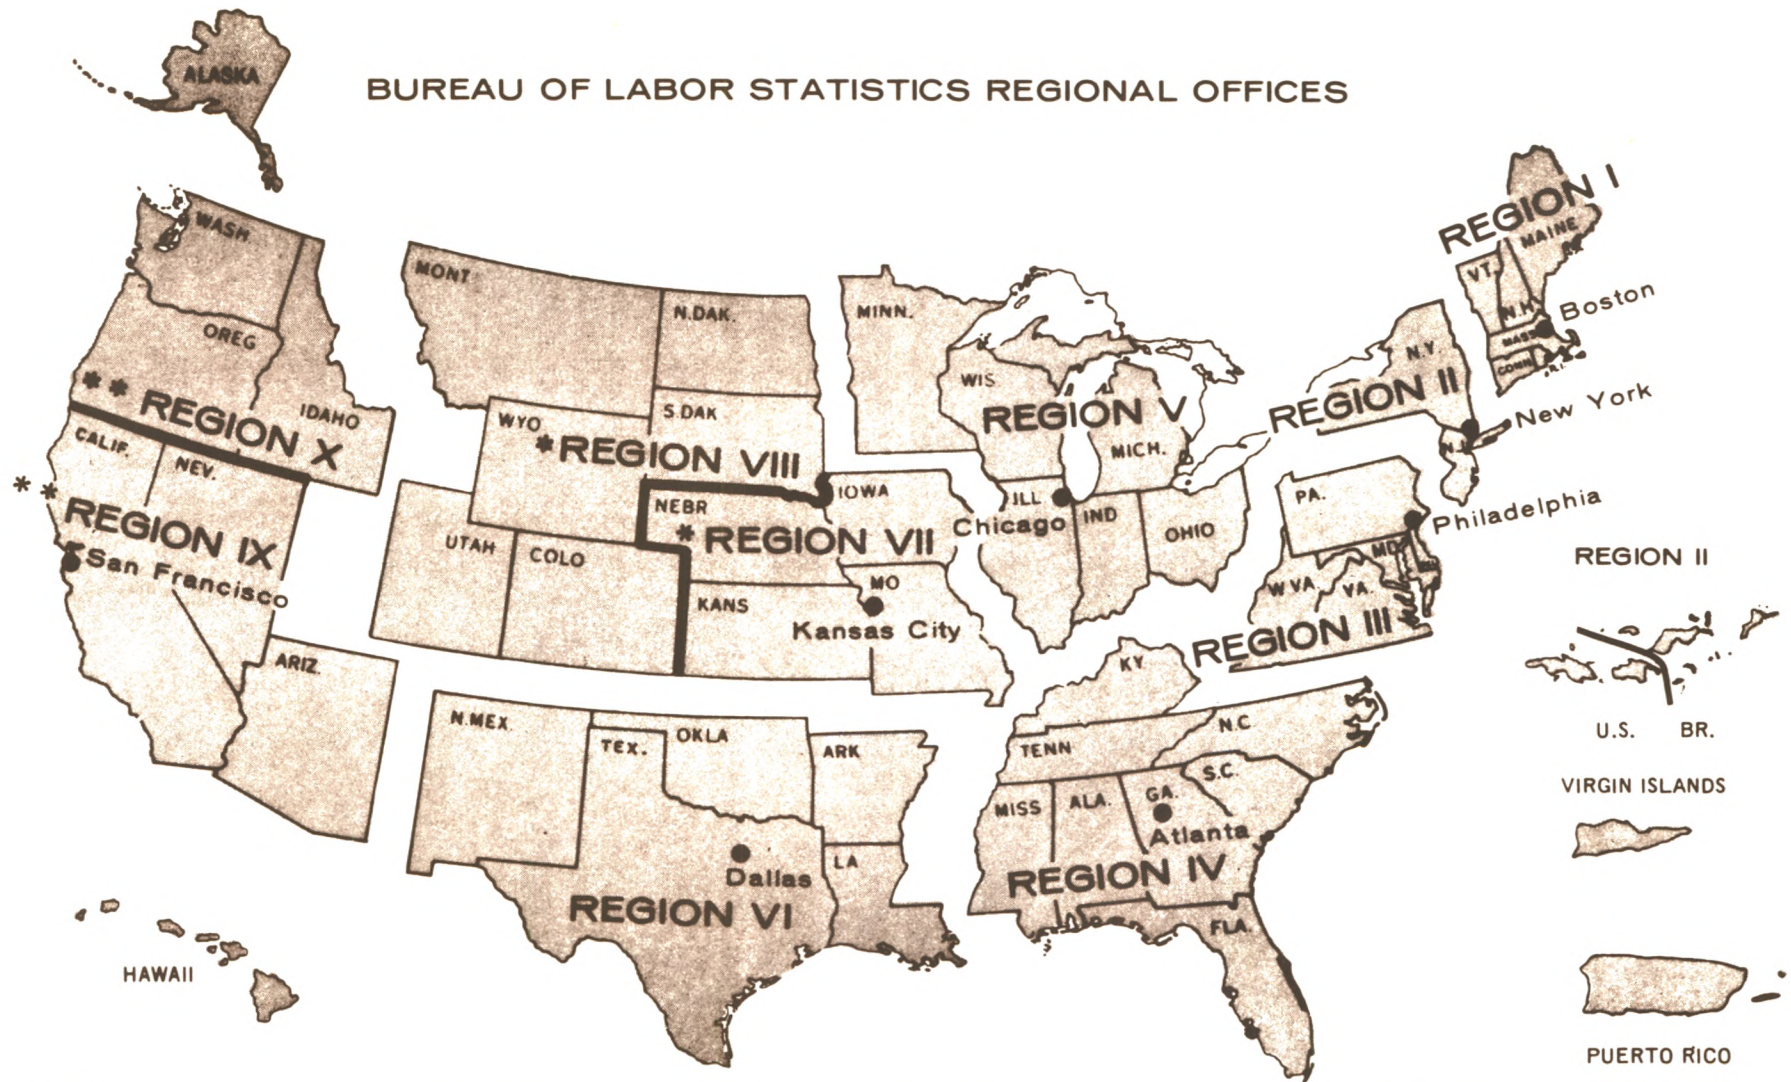 BUREAU OF LABOR STATISTICS REGIONAL OFFICES
ALASKA
REGION I
MAINE
VT.
N.H.
MASS
CONN.
R.I.
Boston
WASH
OREG
IDAHO
** REGION X
MONT
N.DAK.
S.DAK
WYO
* REGION VIII
UTAH
COLO
MINN.
WIS
MICH.
REGION V
ILL
IND
OHIO
Chicago
N.Y.
REGION II
New York
N.J.
CALIF.
NEV.
** REGION IX
San Francisco
ARIZ.
NEBR
IOWA
* REGION VII
KANS
MO
Kansas City
PA.
Philadelphia
MD.
W VA.
VA.
REGION III
REGION II
U.S. BR.
VIRGIN ISLANDS
PUERTO RICO
KY.
TENN
N.C.
S.C.
MISS
ALA.
GA.
Atlanta
REGION IV
FLA.
N.MEX.
TEX.
OKLA
ARK
LA
Dallas
REGION VI
HAWAII